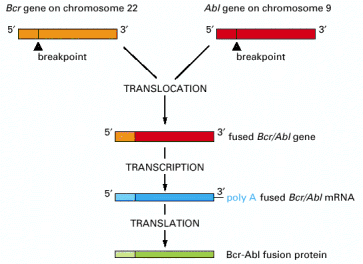 Bcr gene on chromosome 22
Abl gene on chromosome 9
5′ 3′ 5′ 3′
breakpoint breakpoint
TRANSLOCATION
5′ 3′ fused Bcr/Abl gene
TRANSCRIPTION
5′ 3′ poly A fused Bcr/Abl mRNA
TRANSLATION
Bcr-Abl fusion protein